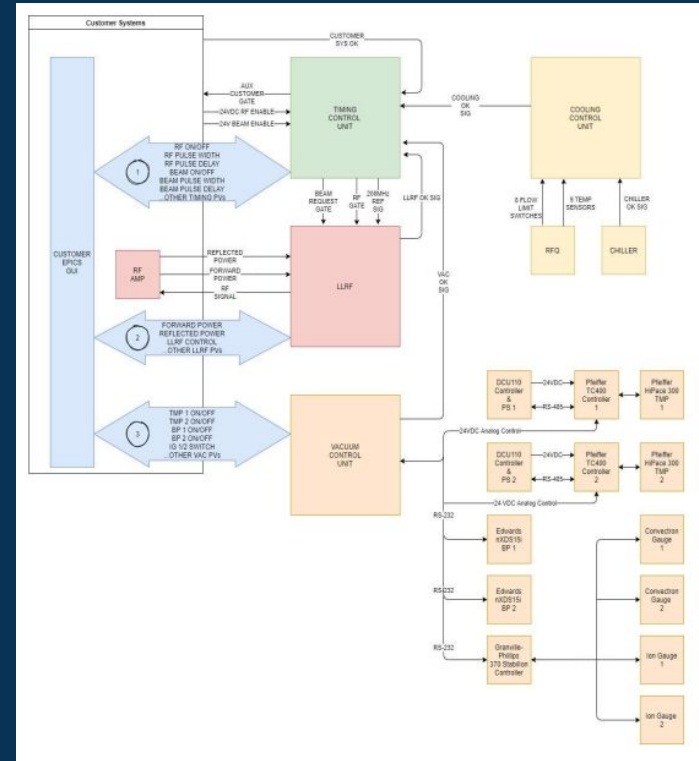 Customer Systems
CUSTOMER
SYS OK
AUX
CUSTOMER
GATE
24VDC RF ENABLE
24V BEAM ENABLE
TIMING
CONTROL
UNIT
COOLING
OK
SIG
COOLING
CONTROL
UNIT
1
RF ON/OFF
RF PULSE WIDTH
RF PULSE DELAY
BEAM ON/OFF
BEAM PULSE WIDTH
BEAM PULSE DELAY
...OTHER TIMING PVs
BEAM
REQUEST
GATE
RF
GATE
REF
SIG
LLRF OK SIG
8 FLOW
LIMIT
SWITCHES
9 TEMP
SENSORS
CHILLER
OK SIG
RFQ
CHILLER
CUSTOMER
EPICS
GUI
RF
AMP
REFLECTED
POWER
FORWARD
POWER
RF
SIGNAL
LLRF
VAC
OK
SIG
2
FORWARD POWER
REFLECTED POWER
LLRF CONTROL
...OTHER LLRF PVs
3
TMP 1 ON/OFF
TMP 2 ON/OFF
BP 1 ON/OFF
BP 2 ON/OFF
IG 1/2 SWITCH
...OTHER VAC PVs
VACUUM
CONTROL
UNIT
DCU110
Controller
&
PS 1
24VDC
RS-485
Pfeiffer
TC400
Controller
1
Pfeiffer
HiPace 300
TMP
1
24VDC Analog Control
DCU110
Controller
&
PS 2
24VDC
RS-485
Pfeiffer
TC400
Controller
2
Pfeiffer
HiPace 300
TMP
2
24 VDC Analog Control
RS-232
Edwards
nXDS15i
BP 1
Convectron
Gauge
1
RS-232
Edwards
nXDS15i
BP 2
Convectron
Gauge
2
RS-232
Granville-
Phillips
370 Stabilion
Controller
Ion Gauge
1
Ion Gauge
2